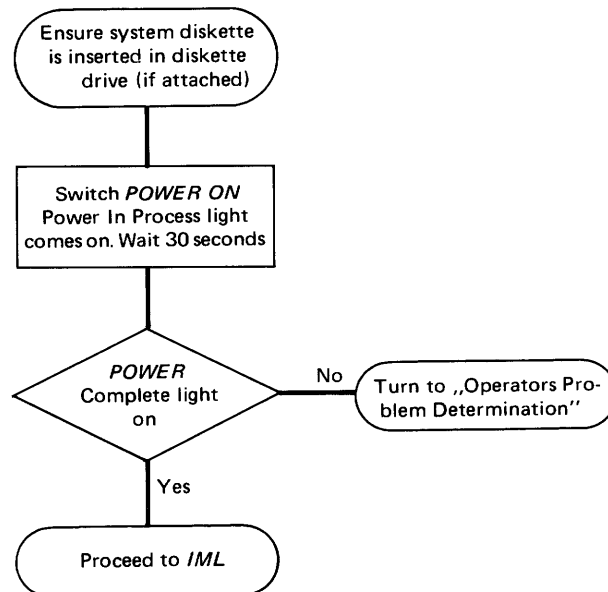 Ensure system diskette
is inserted in diskette
drive (if attached)
Switch POWER ON
Power In Process light
comes on. Wait 30 seconds
POWER
Complete light
on
No
Turn to ,,Operators Pro-
blem Determination''
Yes
Proceed to IML